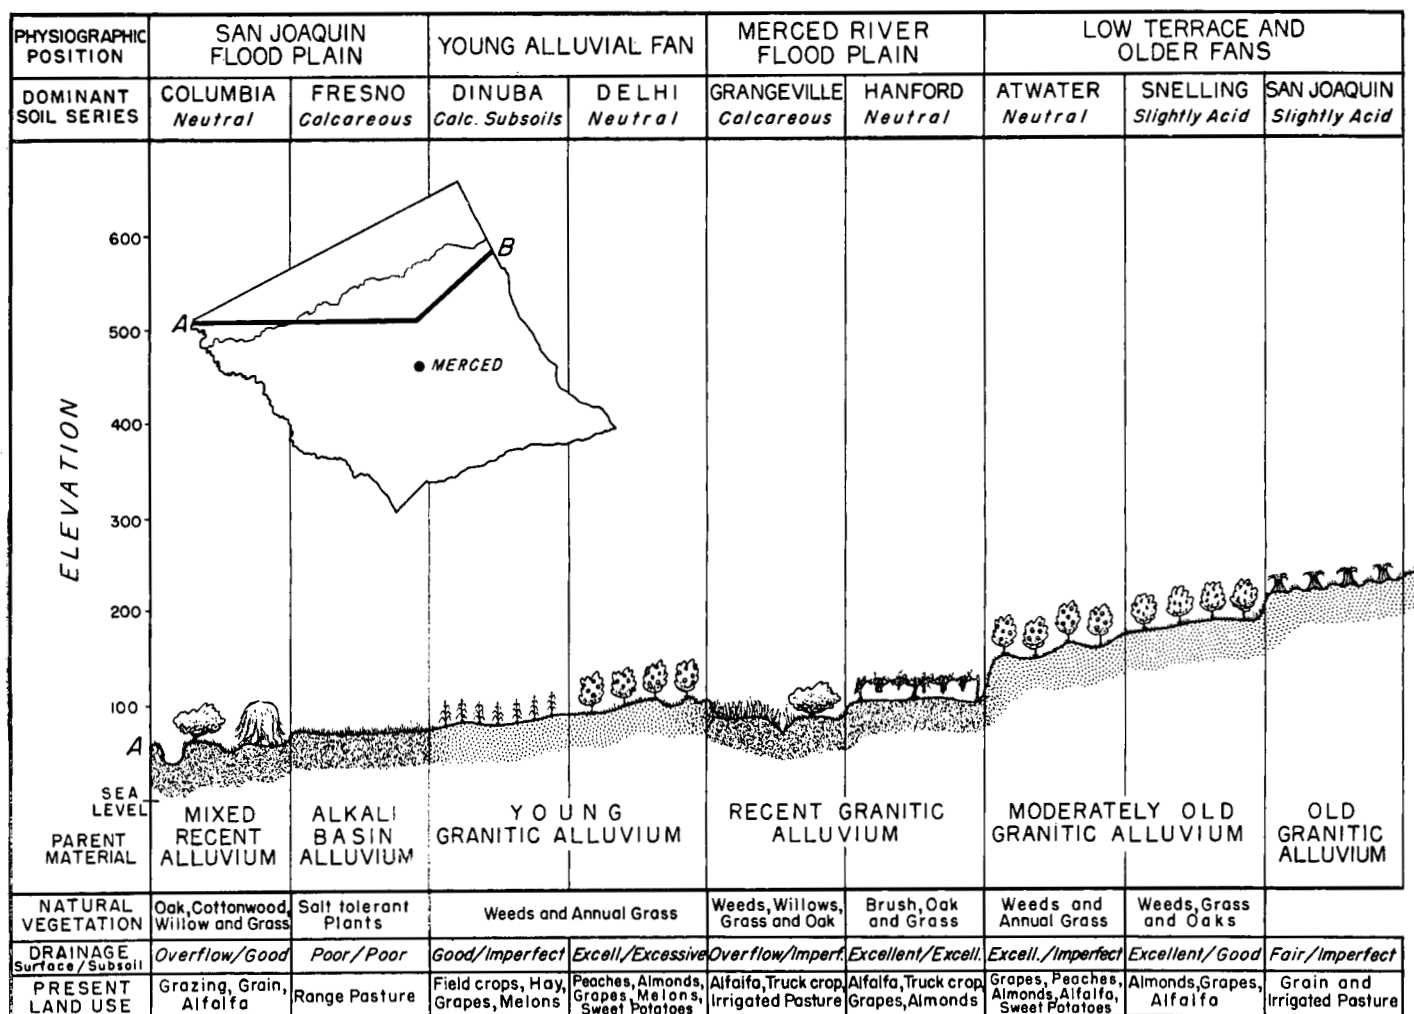 PHYSIOGRAPHIC
POSITION
SAN JOAQUIN
FLOOD PLAIN
YOUNG ALLUVIAL FAN
MERCED RIVER
FLOOD PLAIN
LOW TERRACE AND
OLDER FANS
DOMINANT
SOIL SERIES
COLUMBIA
Neutral
FRESNO
Calcareous
DINUBA
Calc. Subsoils
DELHI
Neutral
GRANGEVILLE
Calcareous
HANFORD
Neutral
ATWATER
Neutral
SNELLING
Slightly Acid
SAN JOAQUIN
Slightly Acid
ELEVATION
600
500
400
300
200
100
A
SEA
LEVEL
A
B
MERCED
PARENT
MATERIAL
MIXED
RECENT
ALLUVIUM
ALKALI
BASIN
ALLUVIUM
YOUNG
GRANITIC ALLUVIUM
RECENT GRANITIC
ALLUVIUM
MODERATELY OLD
GRANITIC ALLUVIUM
OLD
GRANITIC
ALLUVIUM
NATURAL
VEGETATION
Oak, Cottonwood,
Willow and Grass
Salt tolerant
Plants
Weeds and Annual Grass
Weeds, Willows,
Grass and Oak
Brush, Oak
and Grass
Weeds and
Annual Grass
Weeds, Grass
and Oaks
DRAINAGE
Surface/Subsoil
Overflow/Good
Poor/Poor
Good/Imperfect
Excell/Excessive
Overflow/Imperf.
Excellent/Excell.
Excell./Imperfect
Excellent/Good
Fair/Imperfect
PRESENT
LAND USE
Grazing, Grain,
Alfalfa
Range Pasture
Field crops, Hay,
Grapes, Melons
Peaches, Almonds,
Grapes, Melons,
Sweet Potatoes
Alfalfa, Truck crop,
Irrigated Pasture
Alfalfa, Truck crop,
Grapes, Almonds
Grapes, Peaches,
Almonds, Alfalfa,
Sweet Potatoes
Almonds, Grapes,
Alfalfa
Grain and
Irrigated Pasture